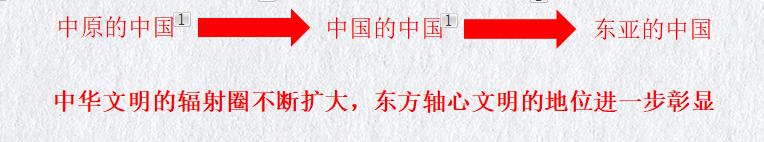 中原的中国1 中国的中国1 东亚的中国
中华文明的辐射圈不断扩大，东方轴心文明的地位进一步彰显